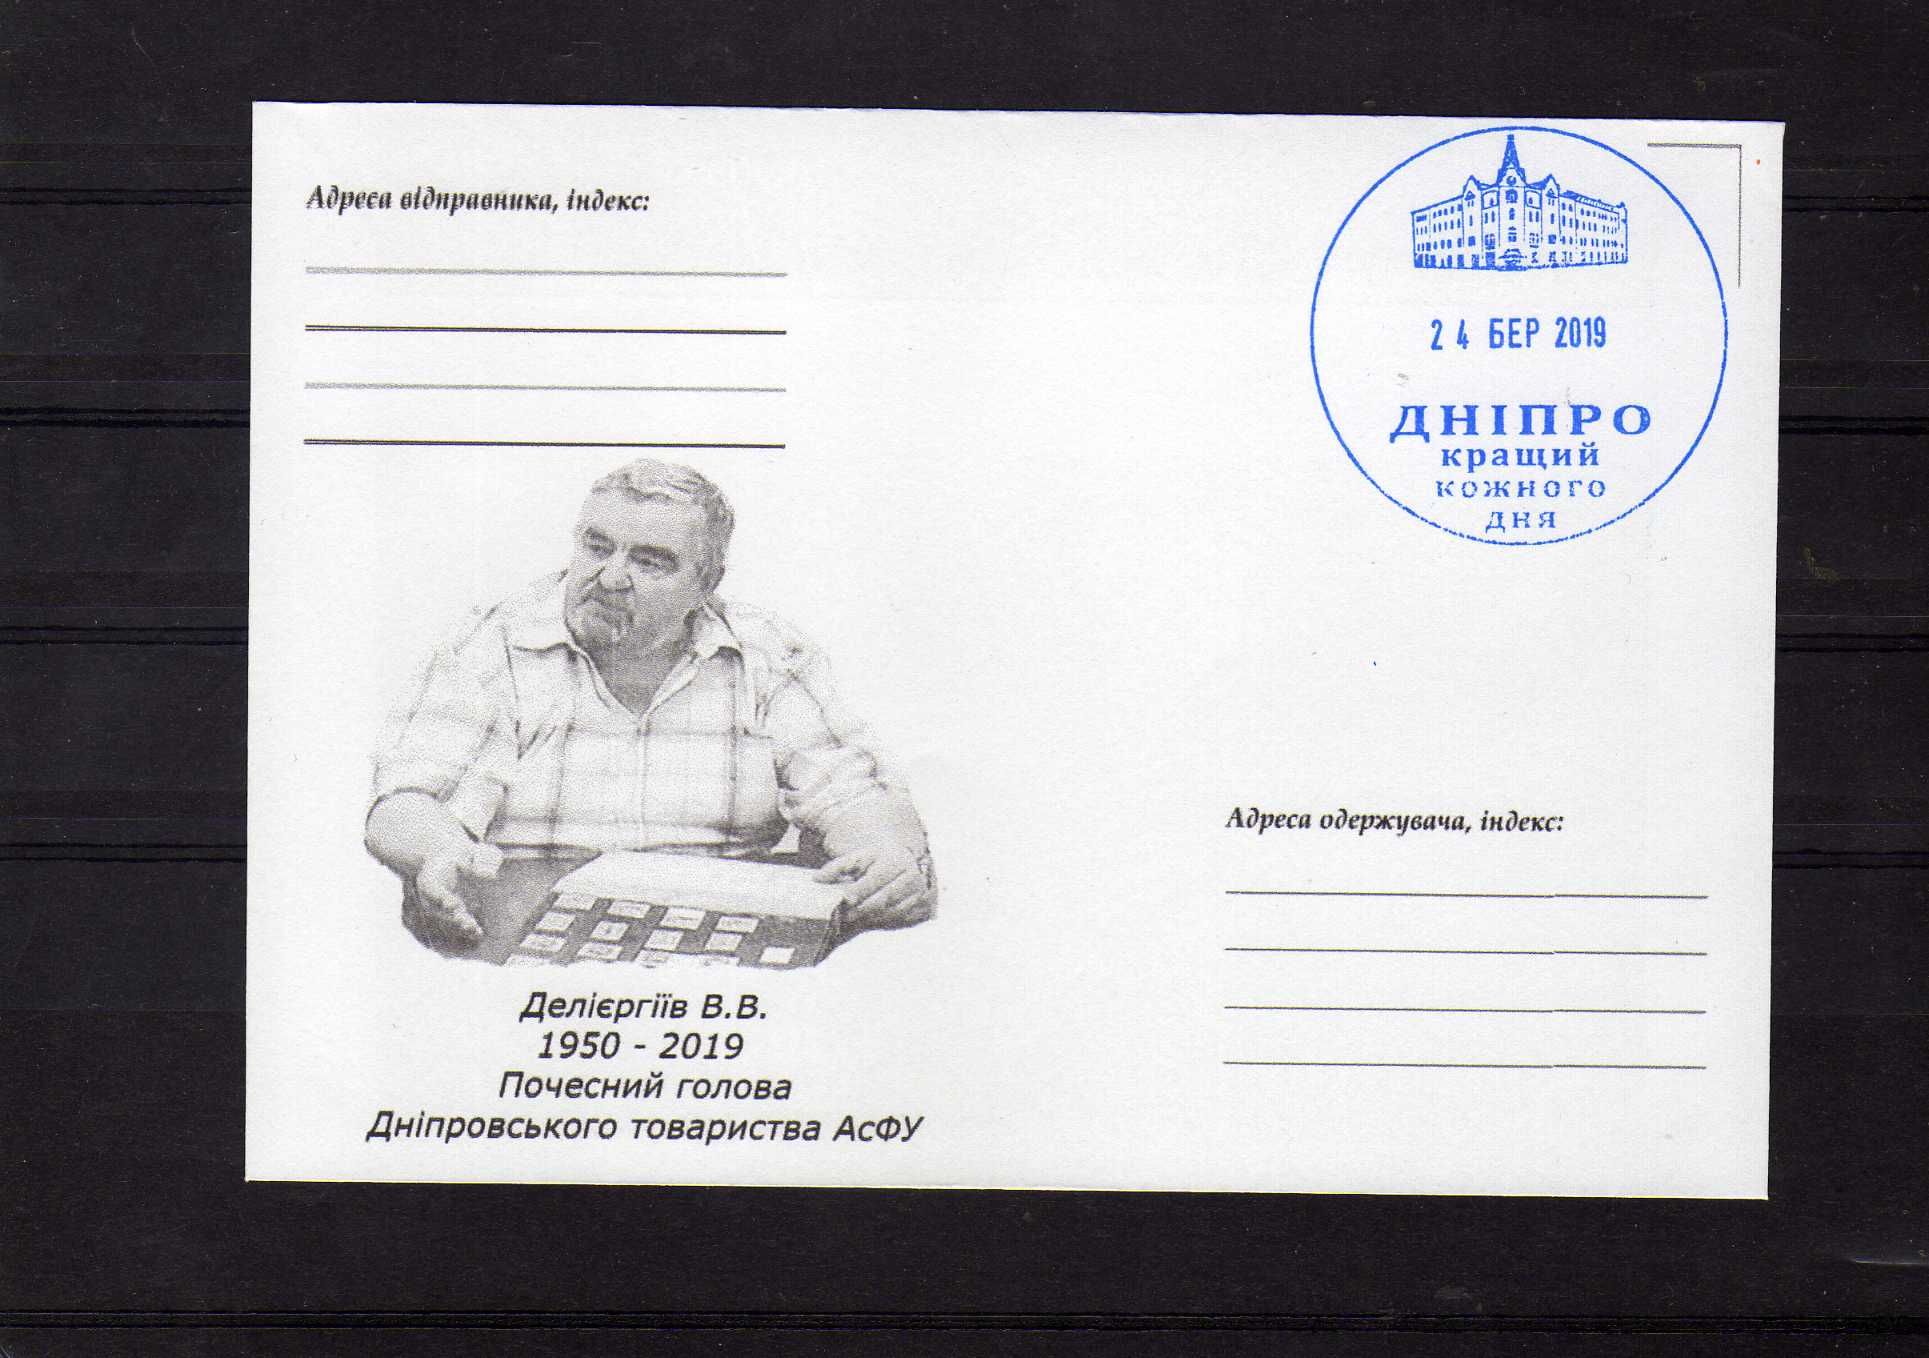 Адреса відправника, індекс:
24 БЕР 2019
ДНІПРО
кращий
кожного
дня
Адреса одержувача, індекс:
Делієргіїв В.В.
1950 - 2019
Почесний голова
Дніпровського товариства АсФУ